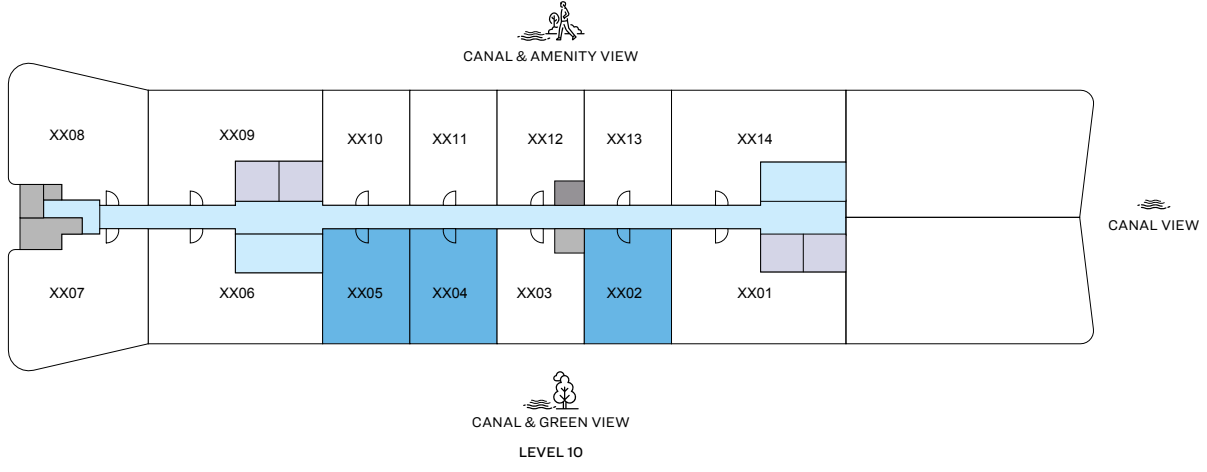 CANAL & AMENITY VIEW
XX08
XX09
XX10
XX11
XX12
XX13
XX14
CANAL VIEW
XX07
XX06
XX05
XX04
XX03
XX02
XX01
CANAL & GREEN VIEW
LEVEL 10